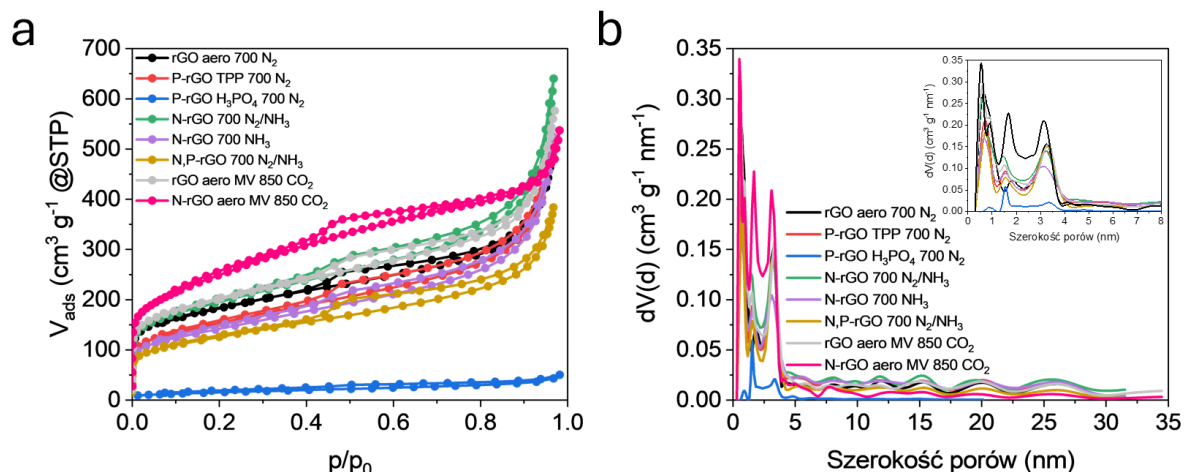 a
700
600
500
400
300
200
100
0
V_ads (cm³ g⁻¹ @STP)
rGO aero 700 N₂
P-rGO TPP 700 N₂
P-rGO H₃PO₄ 700 N₂
N-rGO 700 N₂/NH₃
N-rGO 700 NH₃
N,P-rGO 700 N₂/NH₃
rGO aero MV 850 CO₂
N-rGO aero MV 850 CO₂
0.0 0.2 0.4 0.6 0.8 1.0
p/p₀
b
0.35
0.30
0.25
0.20
0.15
0.10
0.05
0.00
dV(d) (cm³ g⁻¹ nm⁻¹)
0.35
0.30
0.25
0.20
0.15
0.10
0.05
0.00
dV(d) (cm³ g⁻¹ nm⁻¹)
0 1 2 3 4 5 6 7 8
Szerokość porów (nm)
rGO aero 700 N₂
P-rGO TPP 700 N₂
P-rGO H₃PO₄ 700 N₂
N-rGO 700 N₂/NH₃
N-rGO 700 NH₃
N,P-rGO 700 N₂/NH₃
rGO aero MV 850 CO₂
N-rGO aero MV 850 CO₂
0 5 10 15 20 25 30 35
Szerokość porów (nm)